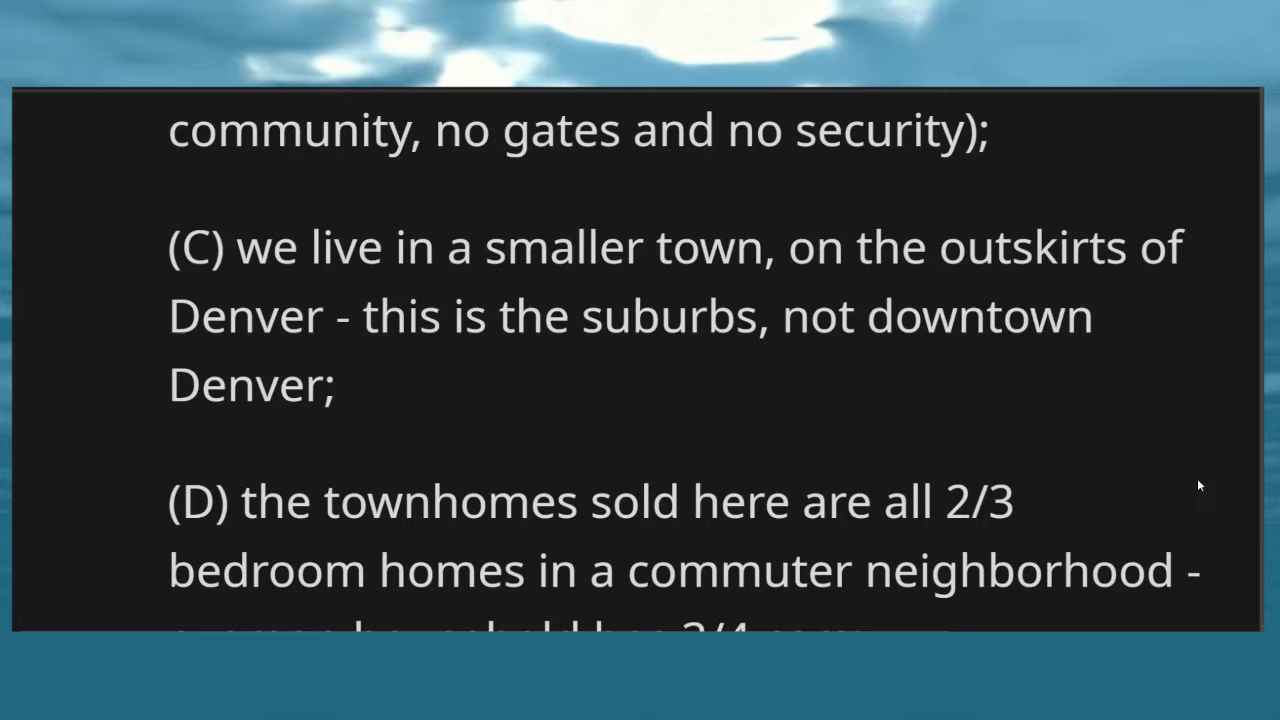 community, no gates and no security);
(C) we live in a smaller town, on the outskirts of
Denver - this is the suburbs, not downtown
Denver;
(D) the townhomes sold here are all 2/3
bedroom homes in a commuter neighborhood -